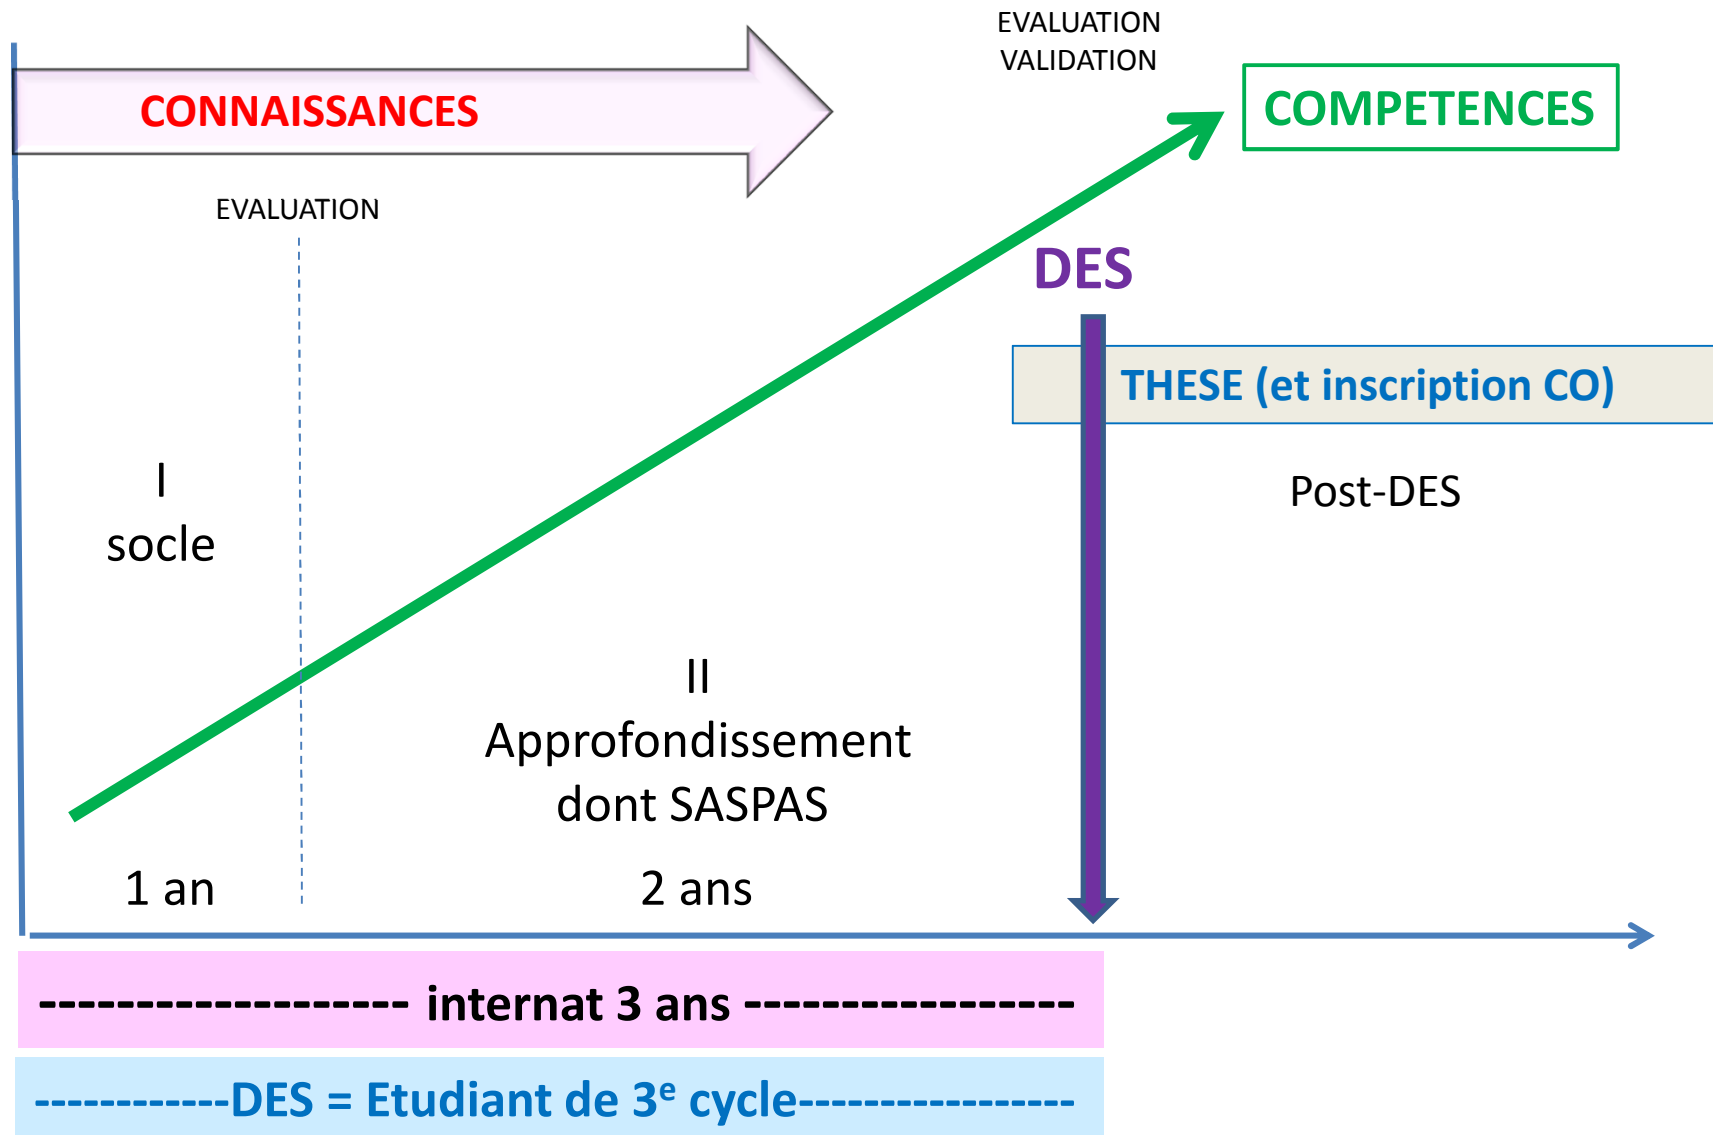 EVALUATION
VALIDATION
CONNAISSANCES
COMPETENCES
EVALUATION
DES
THESE (et inscription CO)
I
socle
Post-DES
II
Approfondissement
dont SASPAS
1 an
2 ans
------------------- internat 3 ans -----------------
------------DES = Etudiant de 3e cycle-----------------